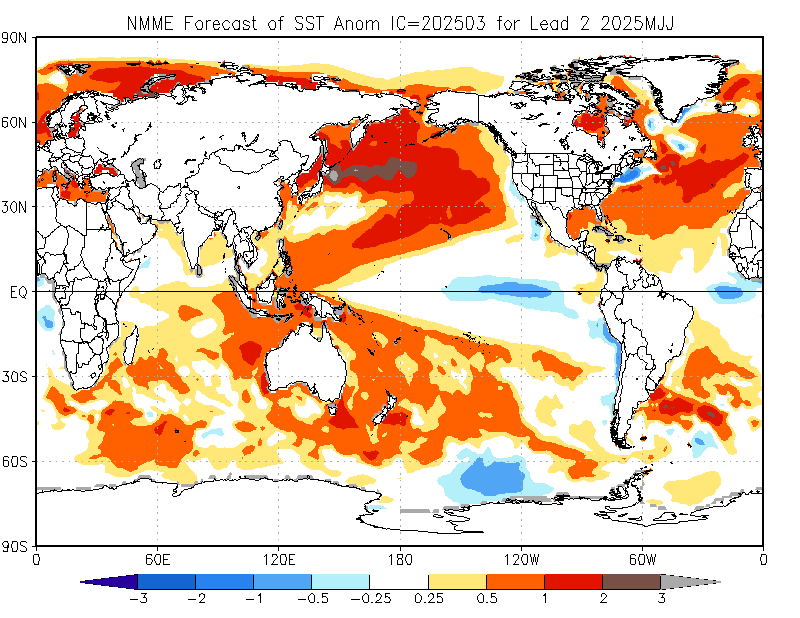 NMME Forecast of SST Anom IC=202503 for Lead 2 2025MJJ
90N
60N
30N
EQ
30S
60S
90S
0 60E 120E 180 120W 60W 0
-3 -2 -1 -0.5 -0.25 0.25 0.5 1 2 3